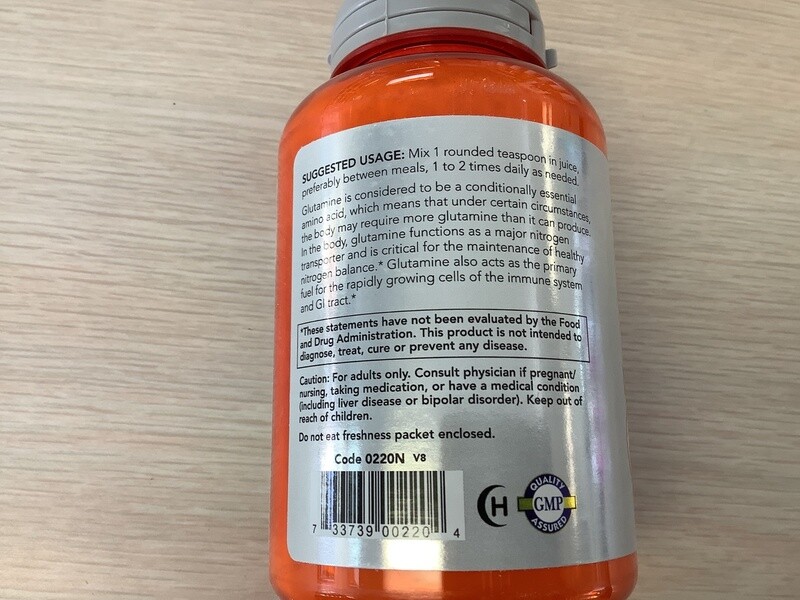 SUGGESTED USAGE: Mix 1 rounded teaspoon in juice,
preferably between meals, 1 to 2 times daily as needed.
Glutamine is considered to be a conditionally essential
amino acid, which means that under certain circumstances,
the body may require more glutamine than it can produce.
In the body, glutamine functions as a major nitrogen
transporter and is critical for the maintenance of healthy
nitrogen balance.* Glutamine also acts as the primary
fuel for the rapidly growing cells of the immune system
and GI tract.*
*These statements have not been evaluated by the Food
and Drug Administration. This product is not intended to
diagnose, treat, cure or prevent any disease.
Caution: For adults only. Consult physician if pregnant/
nursing, taking medication, or have a medical condition
(including liver disease or bipolar disorder). Keep out of
reach of children.
Do not eat freshness packet enclosed.
Code 0220N V8
7 33739 00220 4
H
QUALITY
GMP
ASSURED